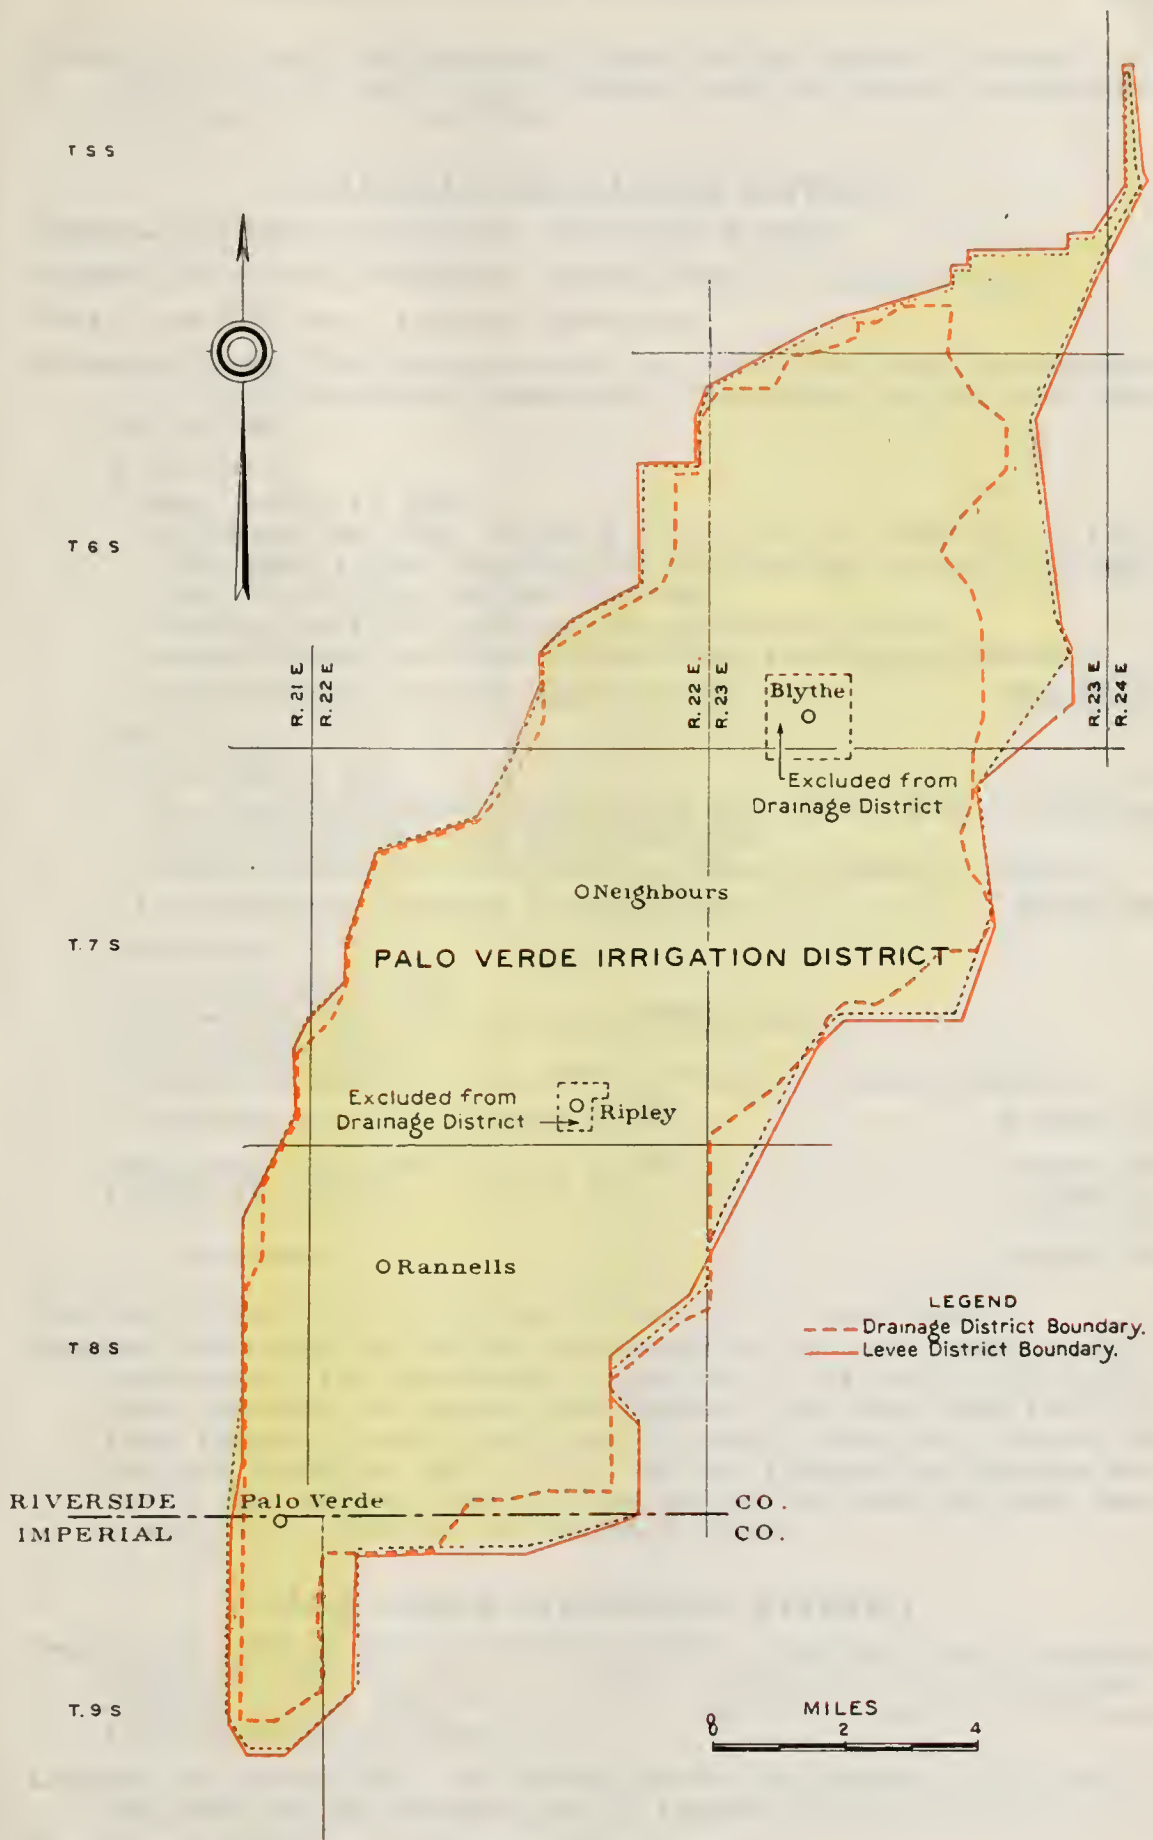 T 5 S
T 6 S
R. 21 E
R. 22 E
R. 22 E.
R. 23 E
R. 23 E
R. 24 E
Blythe
Excluded from
Drainage District
Neighbours
T. 7 S
PALO VERDE IRRIGATION DISTRICT
Excluded from
Drainage District
Ripley
Rannells
LEGEND
Drainage District Boundary.
Levee District Boundary.
T 8 S
RIVERSIDE
Palo Verde
CO.
IMPERIAL
CO.
T. 9 S
MILES
0 2 4